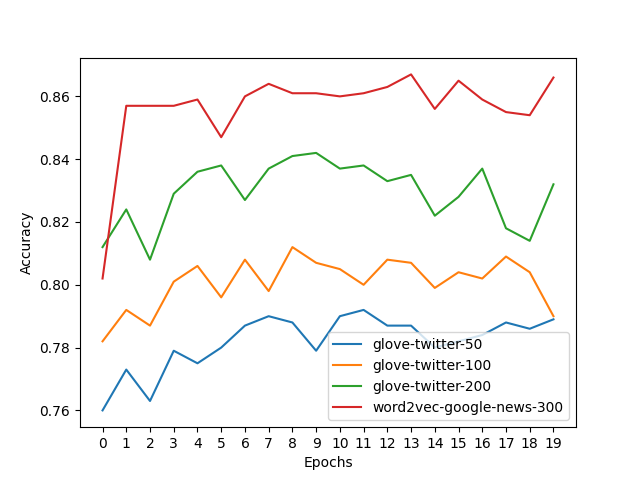 0.86
0.84
0.82
0.80
0.78
0.76
Accuracy
glove-twitter-50
glove-twitter-100
glove-twitter-200
word2vec-google-news-300
0 1 2 3 4 5 6 7 8 9 10 11 12 13 14 15 16 17 18 19
Epochs